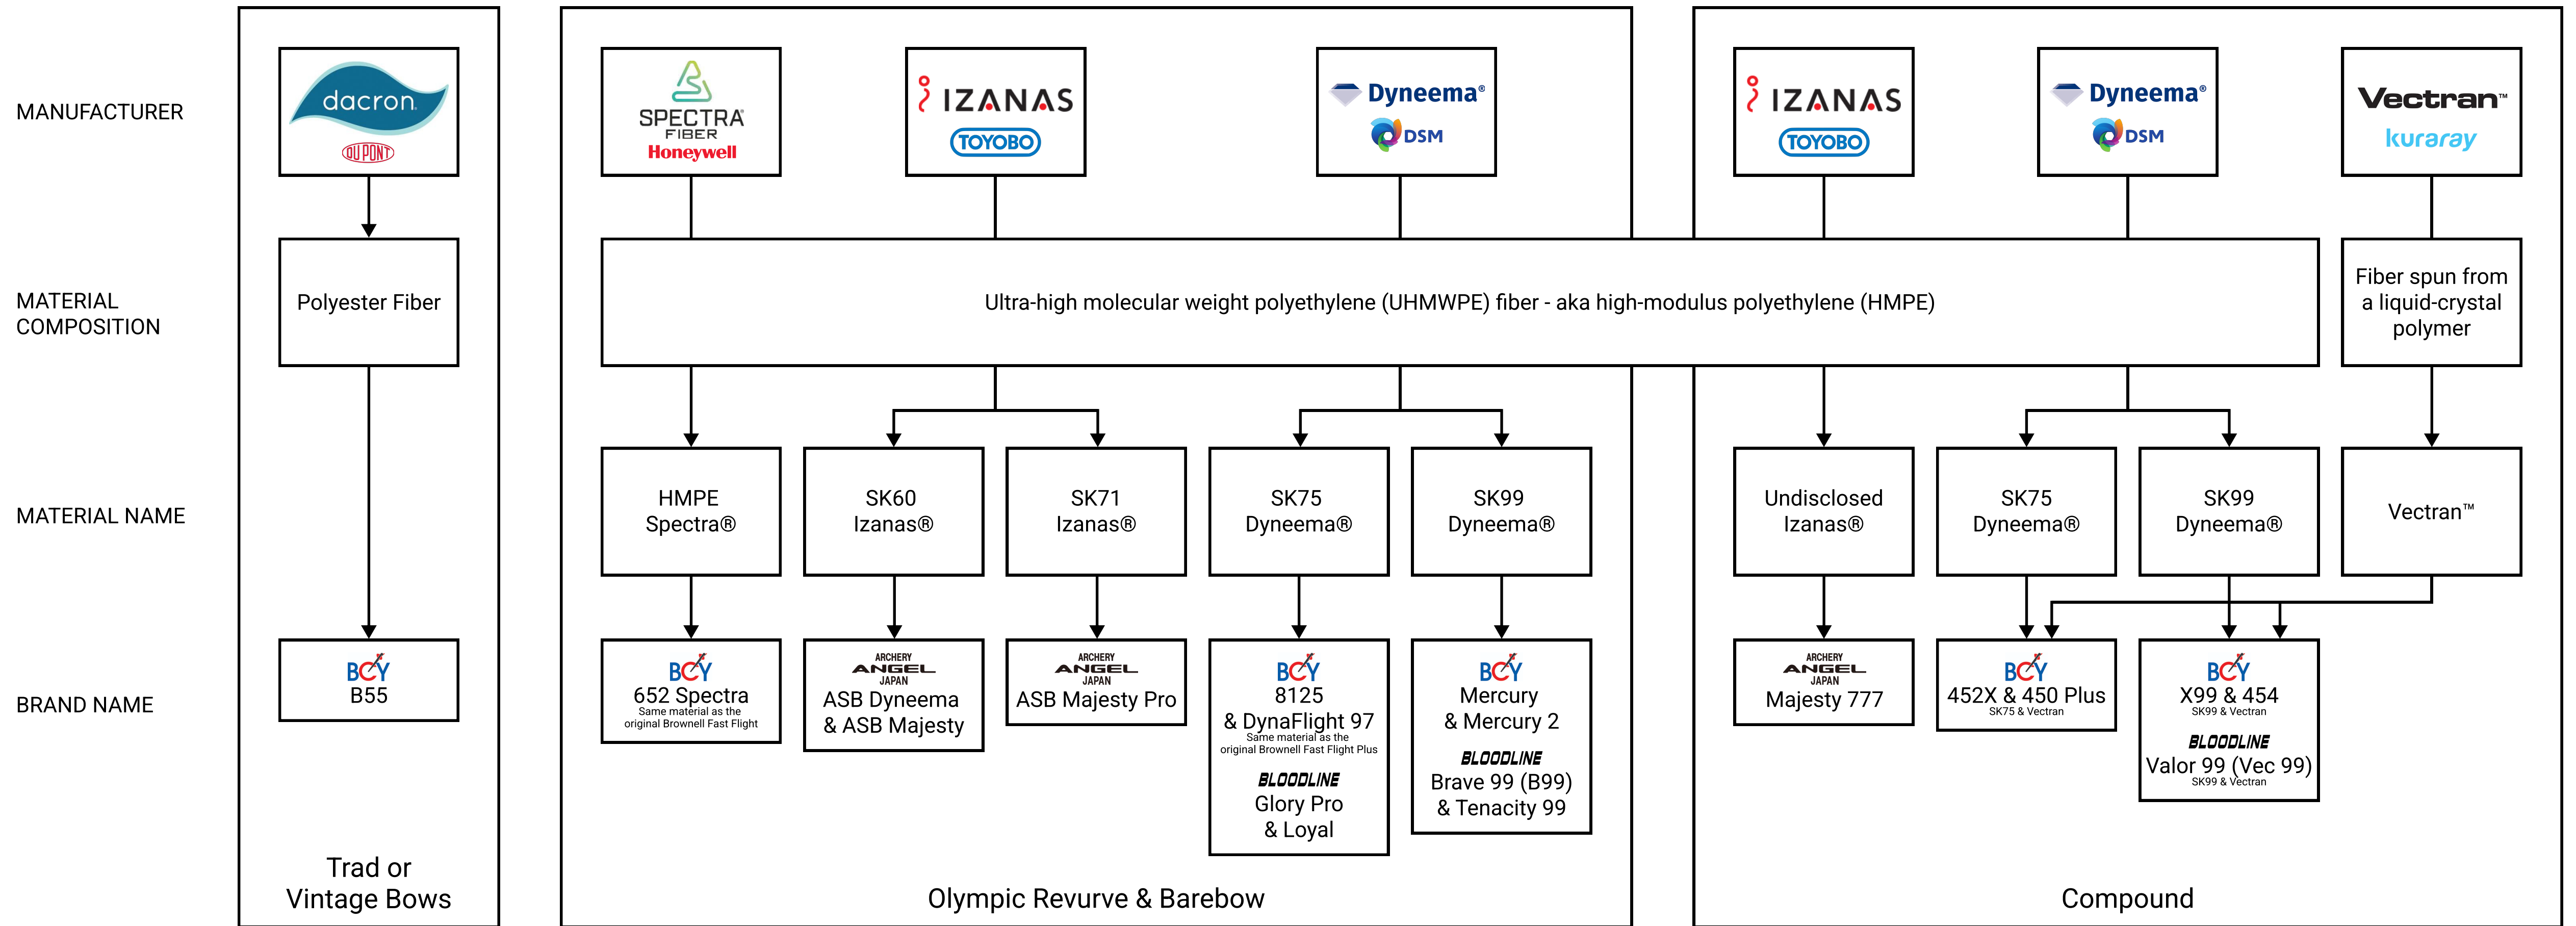 MANUFACTURER
dacron.
DU PONT
SPECTRA®
FIBER
Honeywell
IZANAS
TOYOBO
Dyneema®
DSM
IZANAS
TOYOBO
Dyneema®
DSM
Vectran™
kuraray
MATERIAL
COMPOSITION
Polyester Fiber
Ultra-high molecular weight polyethylene (UHMWPE) fiber - aka high-modulus polyethylene (HMPE)
Fiber spun from
a liquid-crystal
polymer
MATERIAL NAME
HMPE
Spectra®
SK60
Izanas®
SK71
Izanas®
SK75
Dyneema®
SK99
Dyneema®
Undisclosed
Izanas®
SK75
Dyneema®
SK99
Dyneema®
Vectran™
BRAND NAME
BCY
B55
BCY
652 Spectra
Same material as the
original Brownell Fast Flight
ARCHERY
ANGEL
JAPAN
ASB Dyneema
& ASB Majesty
ARCHERY
ANGEL
JAPAN
ASB Majesty Pro
BCY
8125
& DynaFlight 97
Same material as the
original Brownell Fast Flight Plus
BLOODLINE
Glory Pro
& Loyal
BCY
Mercury
& Mercury 2
BLOODLINE
Brave 99 (B99)
& Tenacity 99
ARCHERY
ANGEL
JAPAN
Majesty 777
BCY
452X & 450 Plus
SK75 & Vectran
BCY
X99 & 454
SK99 & Vectran
BLOODLINE
Valor 99 (Vec 99)
SK99 & Vectran
Trad or
Vintage Bows
Olympic Revurve & Barebow
Compound